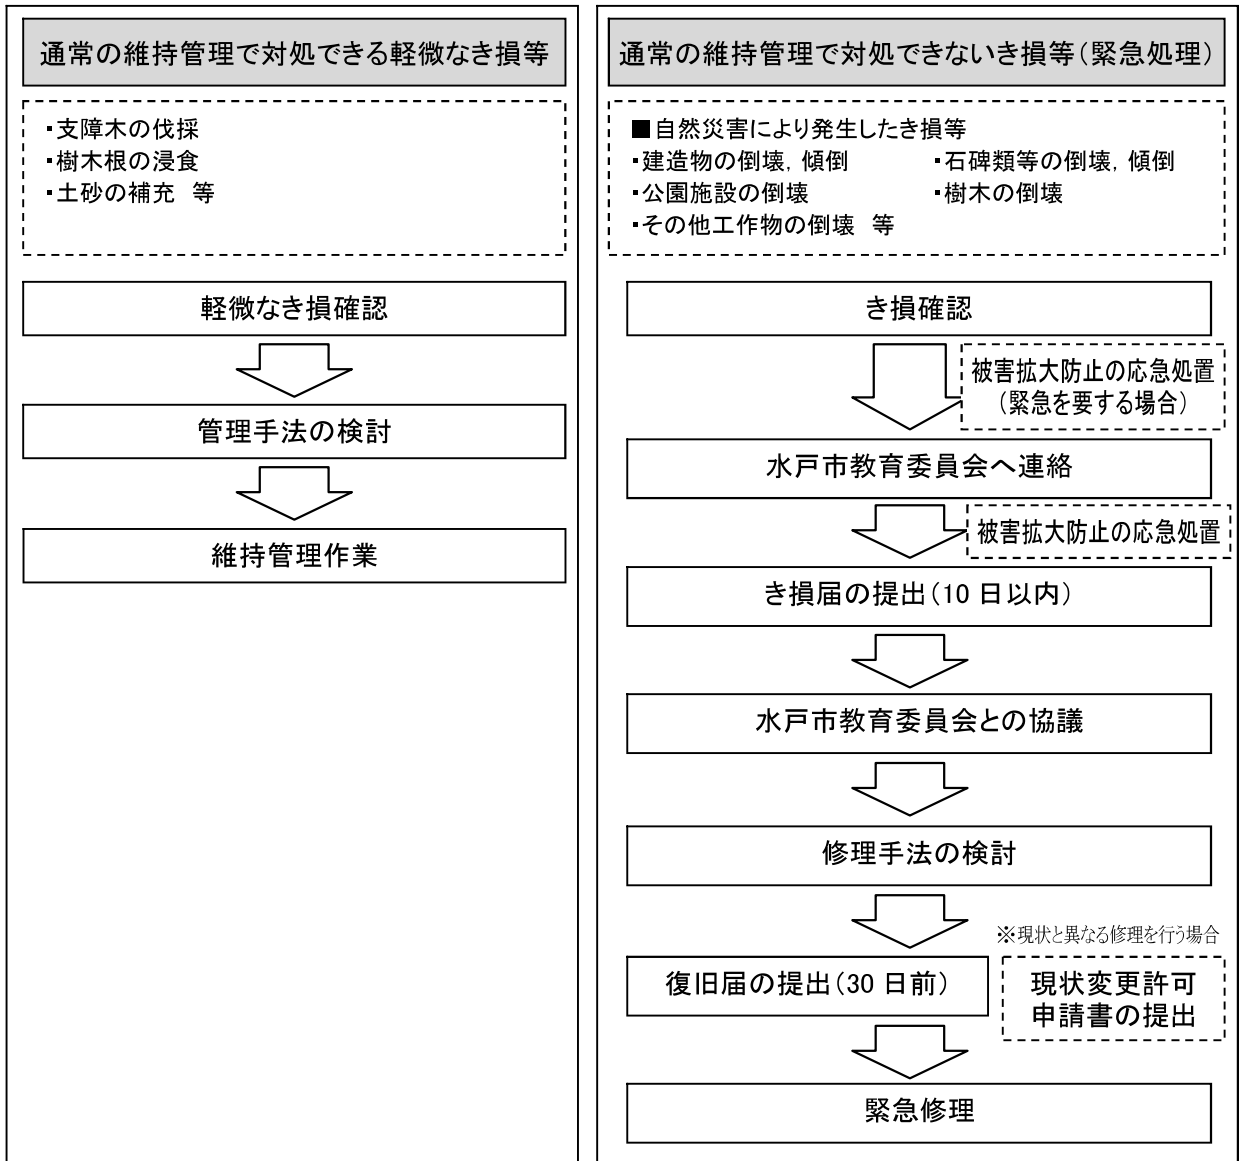 通常の維持管理で対処できる軽微なき損等
・支障木の伐採
・樹木根の浸食
・土砂の補充　等
軽微なき損確認
管理手法の検討
維持管理作業
通常の維持管理で対処できないき損等（緊急処理）
■自然災害により発生したき損等
・建造物の倒壊，傾倒　・石碑類等の倒壊，傾倒
・公園施設の倒壊　・樹木の倒壊
・その他工作物の倒壊　等
き損確認
被害拡大防止の応急処置
（緊急を要する場合）
水戸市教育委員会へ連絡
被害拡大防止の応急処置
き損届の提出（10 日以内）
水戸市教育委員会との協議
修理手法の検討
※現状と異なる修理を行う場合
復旧届の提出（30 日前）
現状変更許可
申請書の提出
緊急修理